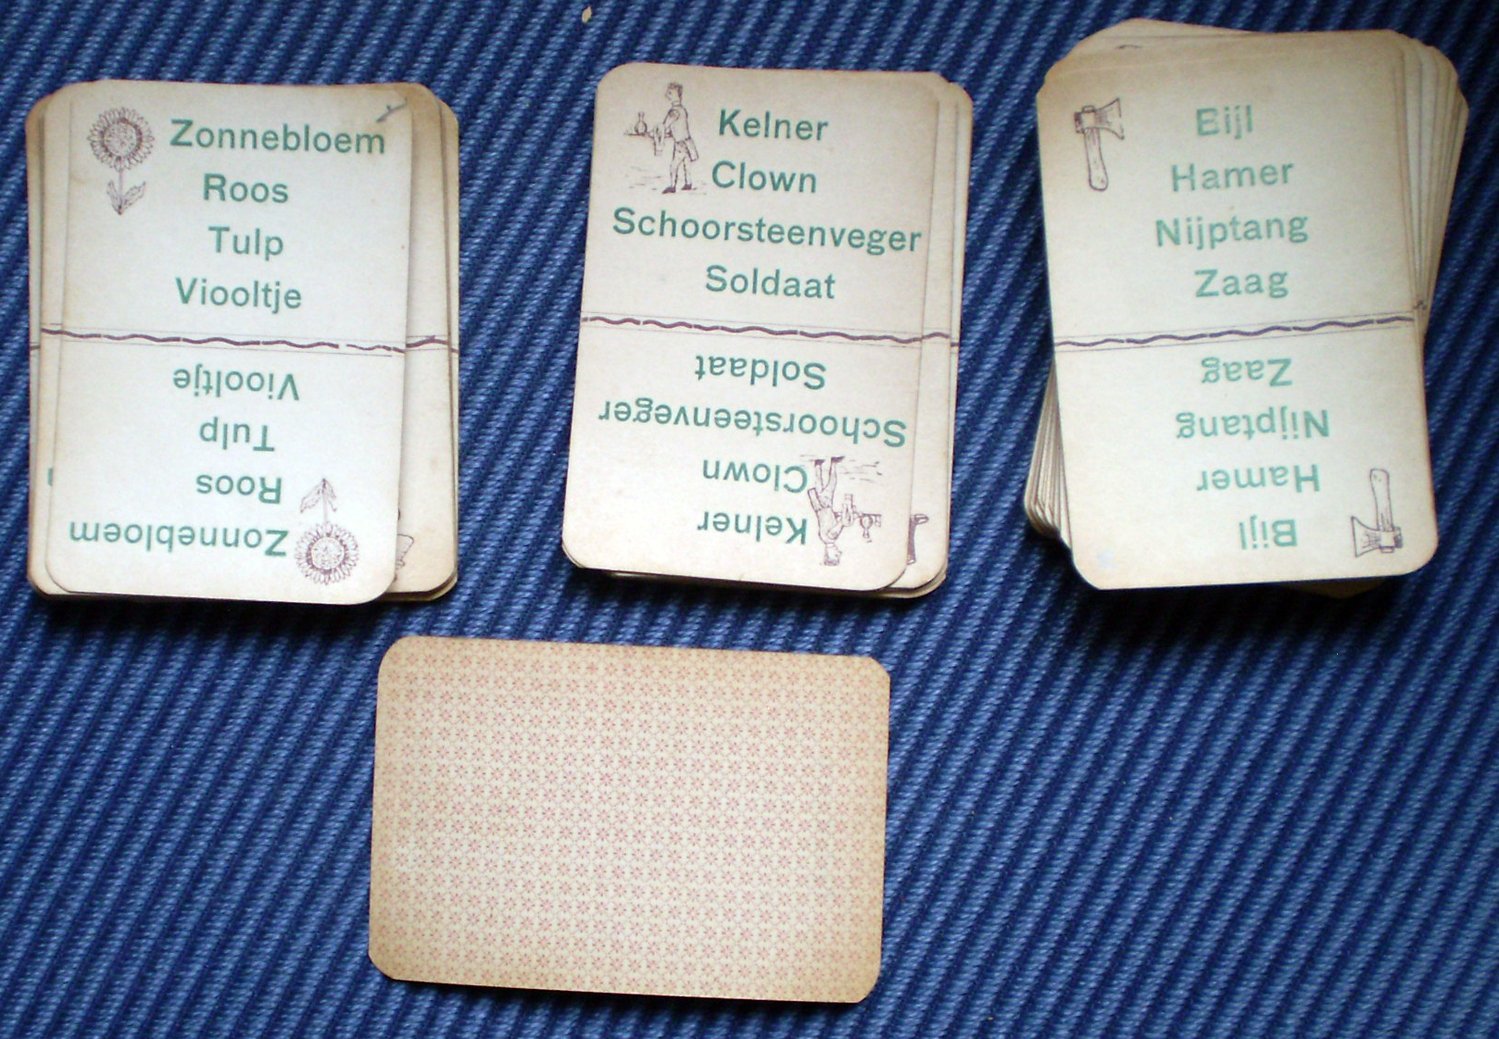 Zonnebloem
Roos
Tulp
Viooltje
Viooltje
Tulp
Roos
Zonnebloem
Kelner
Clown
Schoorsteenveger
Soldaat
Soldaat
Schoorsteenveger
Clown
Kelner
Bijl
Hamer
Nijptang
Zaag
Zaag
Nijptang
Hamer
Bijl